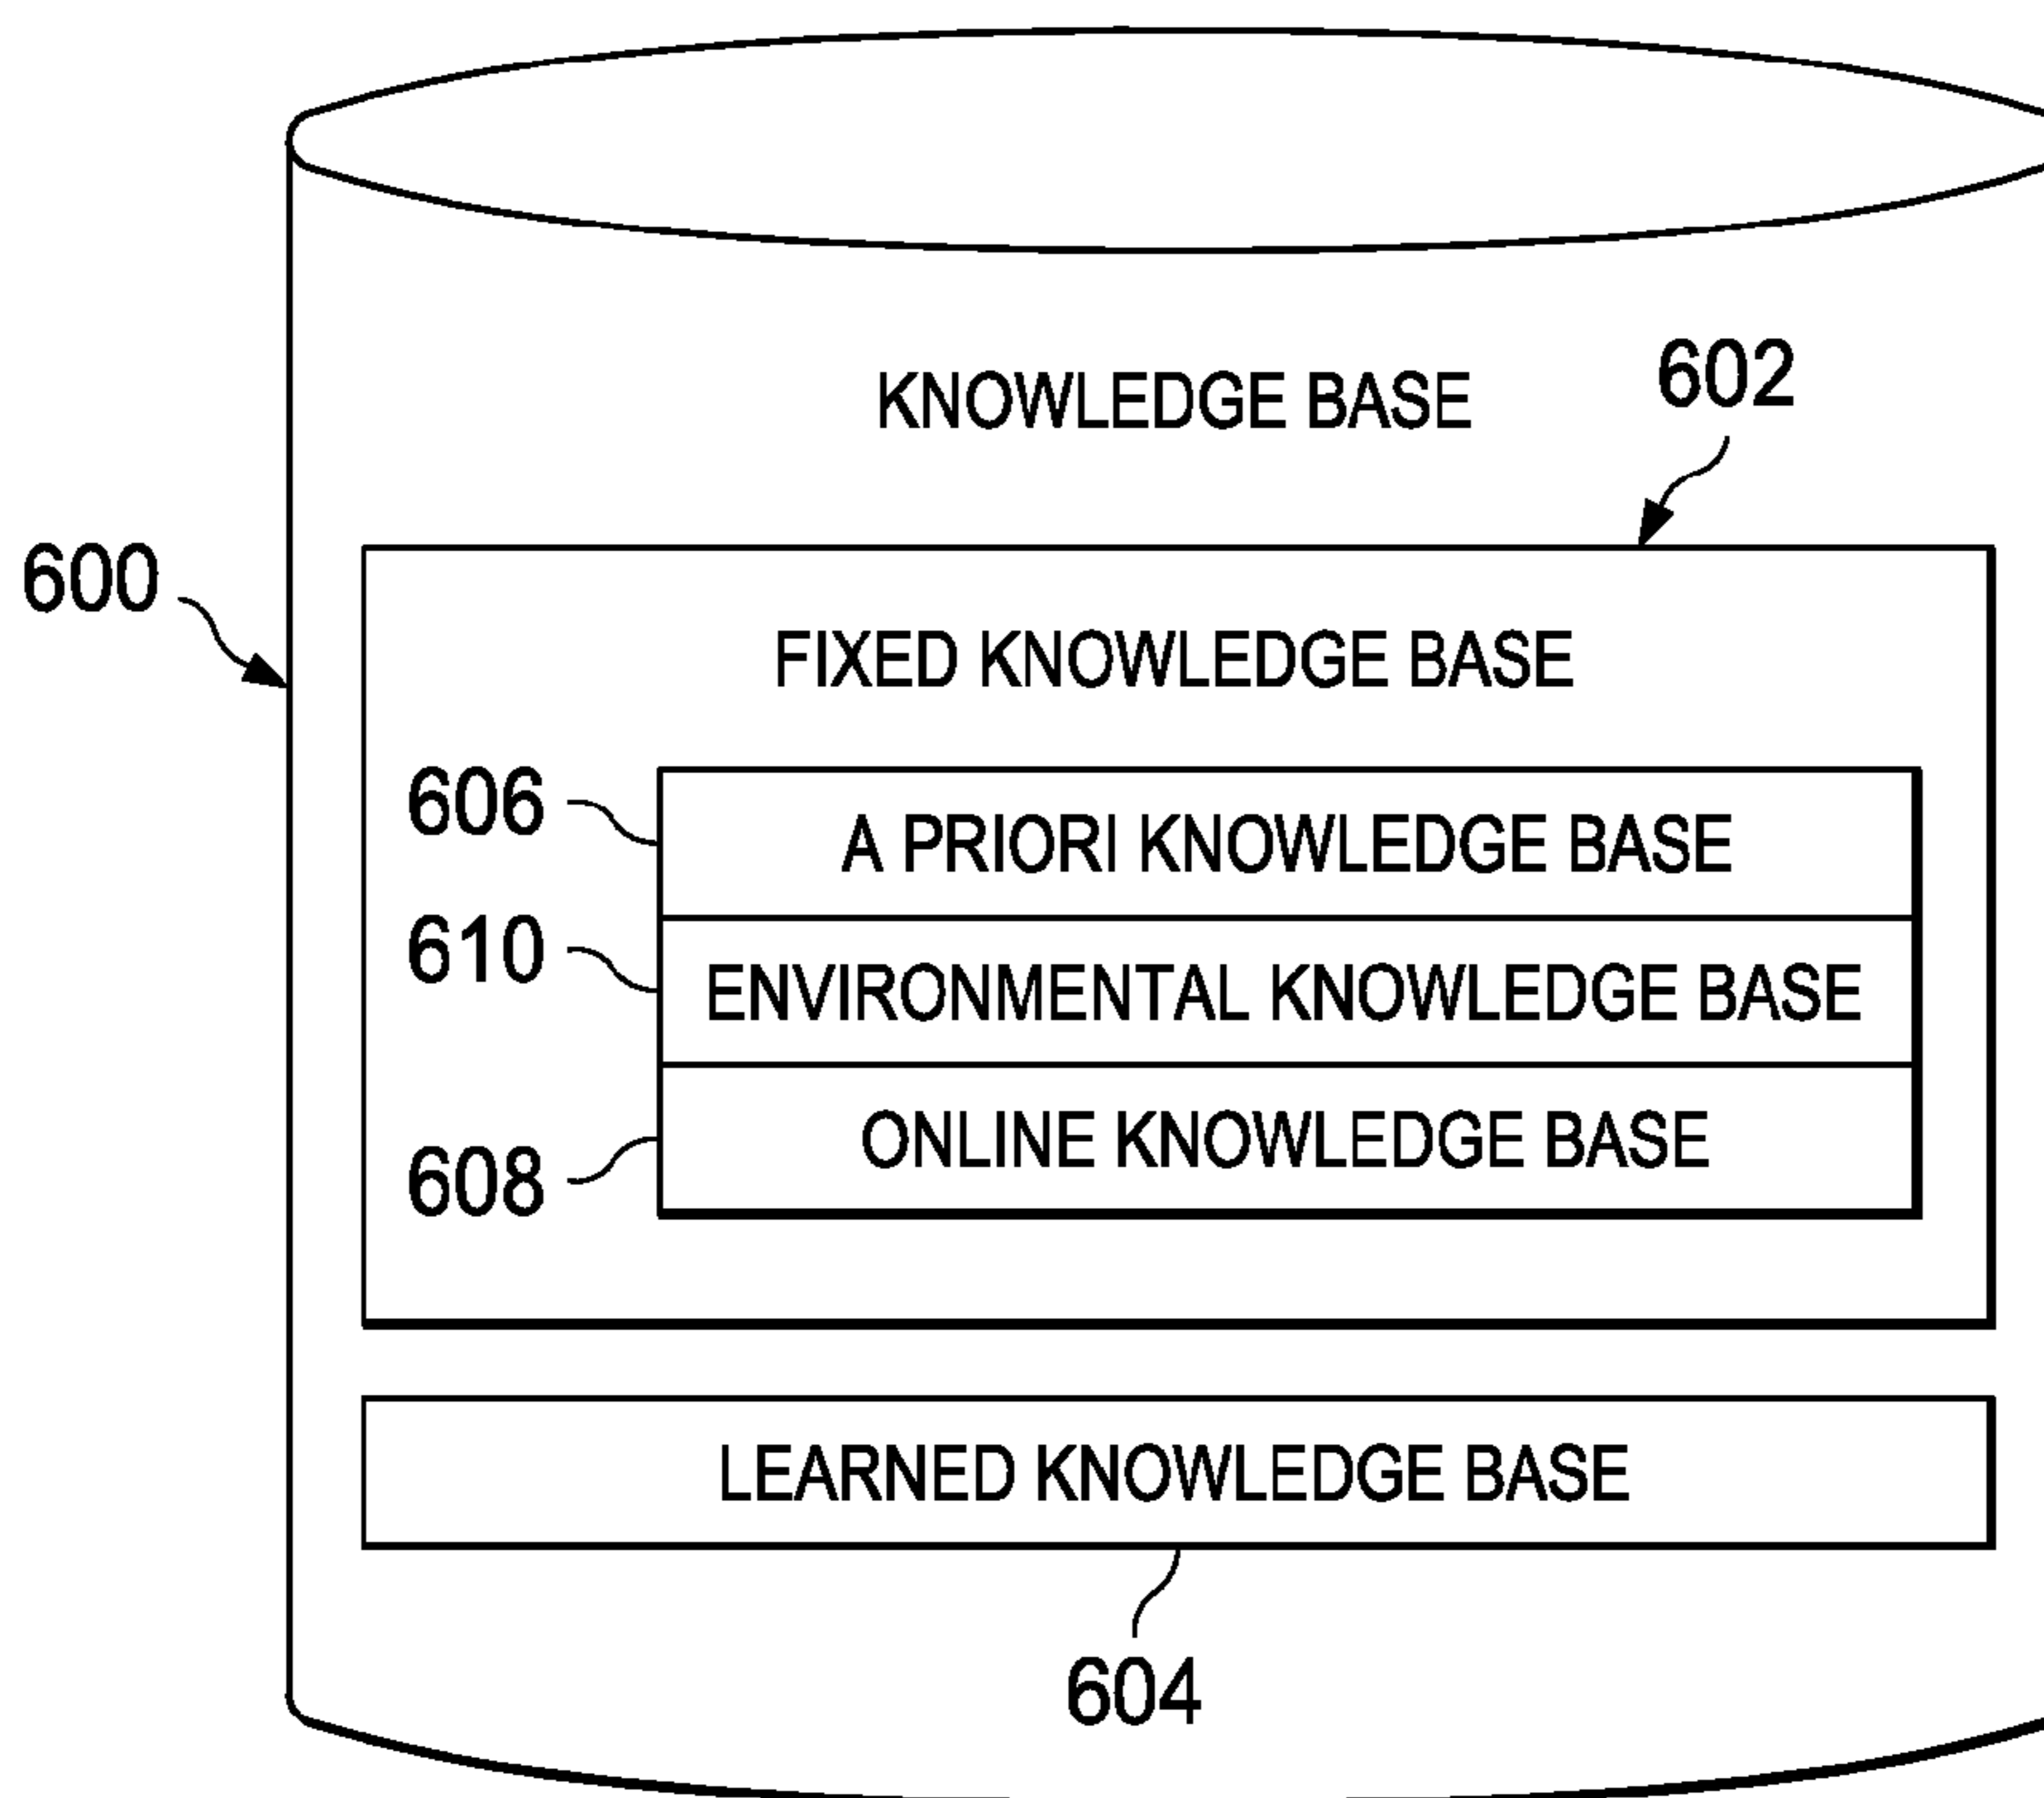 KNOWLEDGE BASE
602
600
FIXED KNOWLEDGE BASE
606
A PRIORI KNOWLEDGE BASE
610
ENVIRONMENTAL KNOWLEDGE BASE
608
ONLINE KNOWLEDGE BASE
LEARNED KNOWLEDGE BASE
604